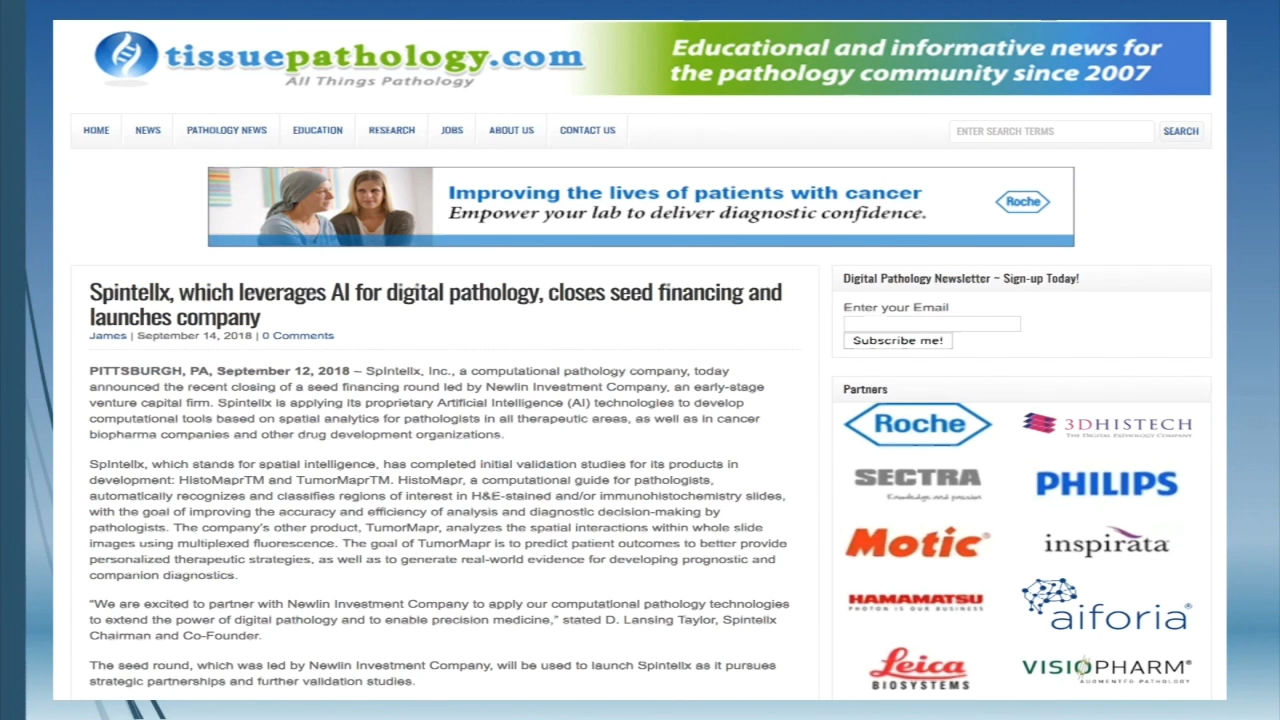 tissuepathology.com
All Things Pathology
Educational and informative news for
the pathology community since 2007
HOME NEWS PATHOLOGY NEWS EDUCATION RESEARCH JOBS ABOUT US CONTACT US ENTER SEARCH TERMS SEARCH
Improving the lives of patients with cancer
Empower your lab to deliver diagnostic confidence.
Roche
Spintellx, which leverages AI for digital pathology, closes seed financing and
launches company
James | September 14, 2018 | 0 Comments
PITTSBURGH, PA, September 12, 2018 – SpIntellx, Inc., a computational pathology company, today
announced the recent closing of a seed financing round led by Newlin Investment Company, an early-stage
venture capital firm. Spintellx is applying its proprietary Artificial Intelligence (AI) technologies to develop
computational tools based on spatial analytics for pathologists in all therapeutic areas, as well as in cancer
biopharma companies and other drug development organizations.
SpIntellx, which stands for spatial intelligence, has completed initial validation studies for its products in
development: HistoMaprTM and TumorMaprTM. HistoMapr, a computational guide for pathologists,
automatically recognizes and classifies regions of interest in H&E-stained and/or immunohistochemistry slides,
with the goal of improving the accuracy and efficiency of analysis and diagnostic decision-making by
pathologists. The company's other product, TumorMapr, analyzes the spatial interactions within whole slide
images using multiplexed fluorescence. The goal of TumorMapr is to predict patient outcomes to better provide
personalized therapeutic strategies, as well as to generate real-world evidence for developing prognostic and
companion diagnostics.
"We are excited to partner with Newlin Investment Company to apply our computational pathology technologies
to extend the power of digital pathology and to enable precision medicine," stated D. Lansing Taylor, Spintellx
Chairman and Co-Founder.
The seed round, which was led by Newlin Investment Company, will be used to launch Spintellx as it pursues
strategic partnerships and further validation studies.
Digital Pathology Newsletter ~ Sign-up Today!
Enter your Email
Subscribe me!
Partners
Roche
3DHISTECH
THE DIGITAL PATHOLOGY COMPANY
SECTRA
Knowledge and passion
PHILIPS
Motic®
inspirata
HAMAMATSU
PHOTON IS OUR BUSINESS
aiforia®
Leica
BIOSYSTEMS
VISIOPHARM®
AUGMENTED PATHOLOGY